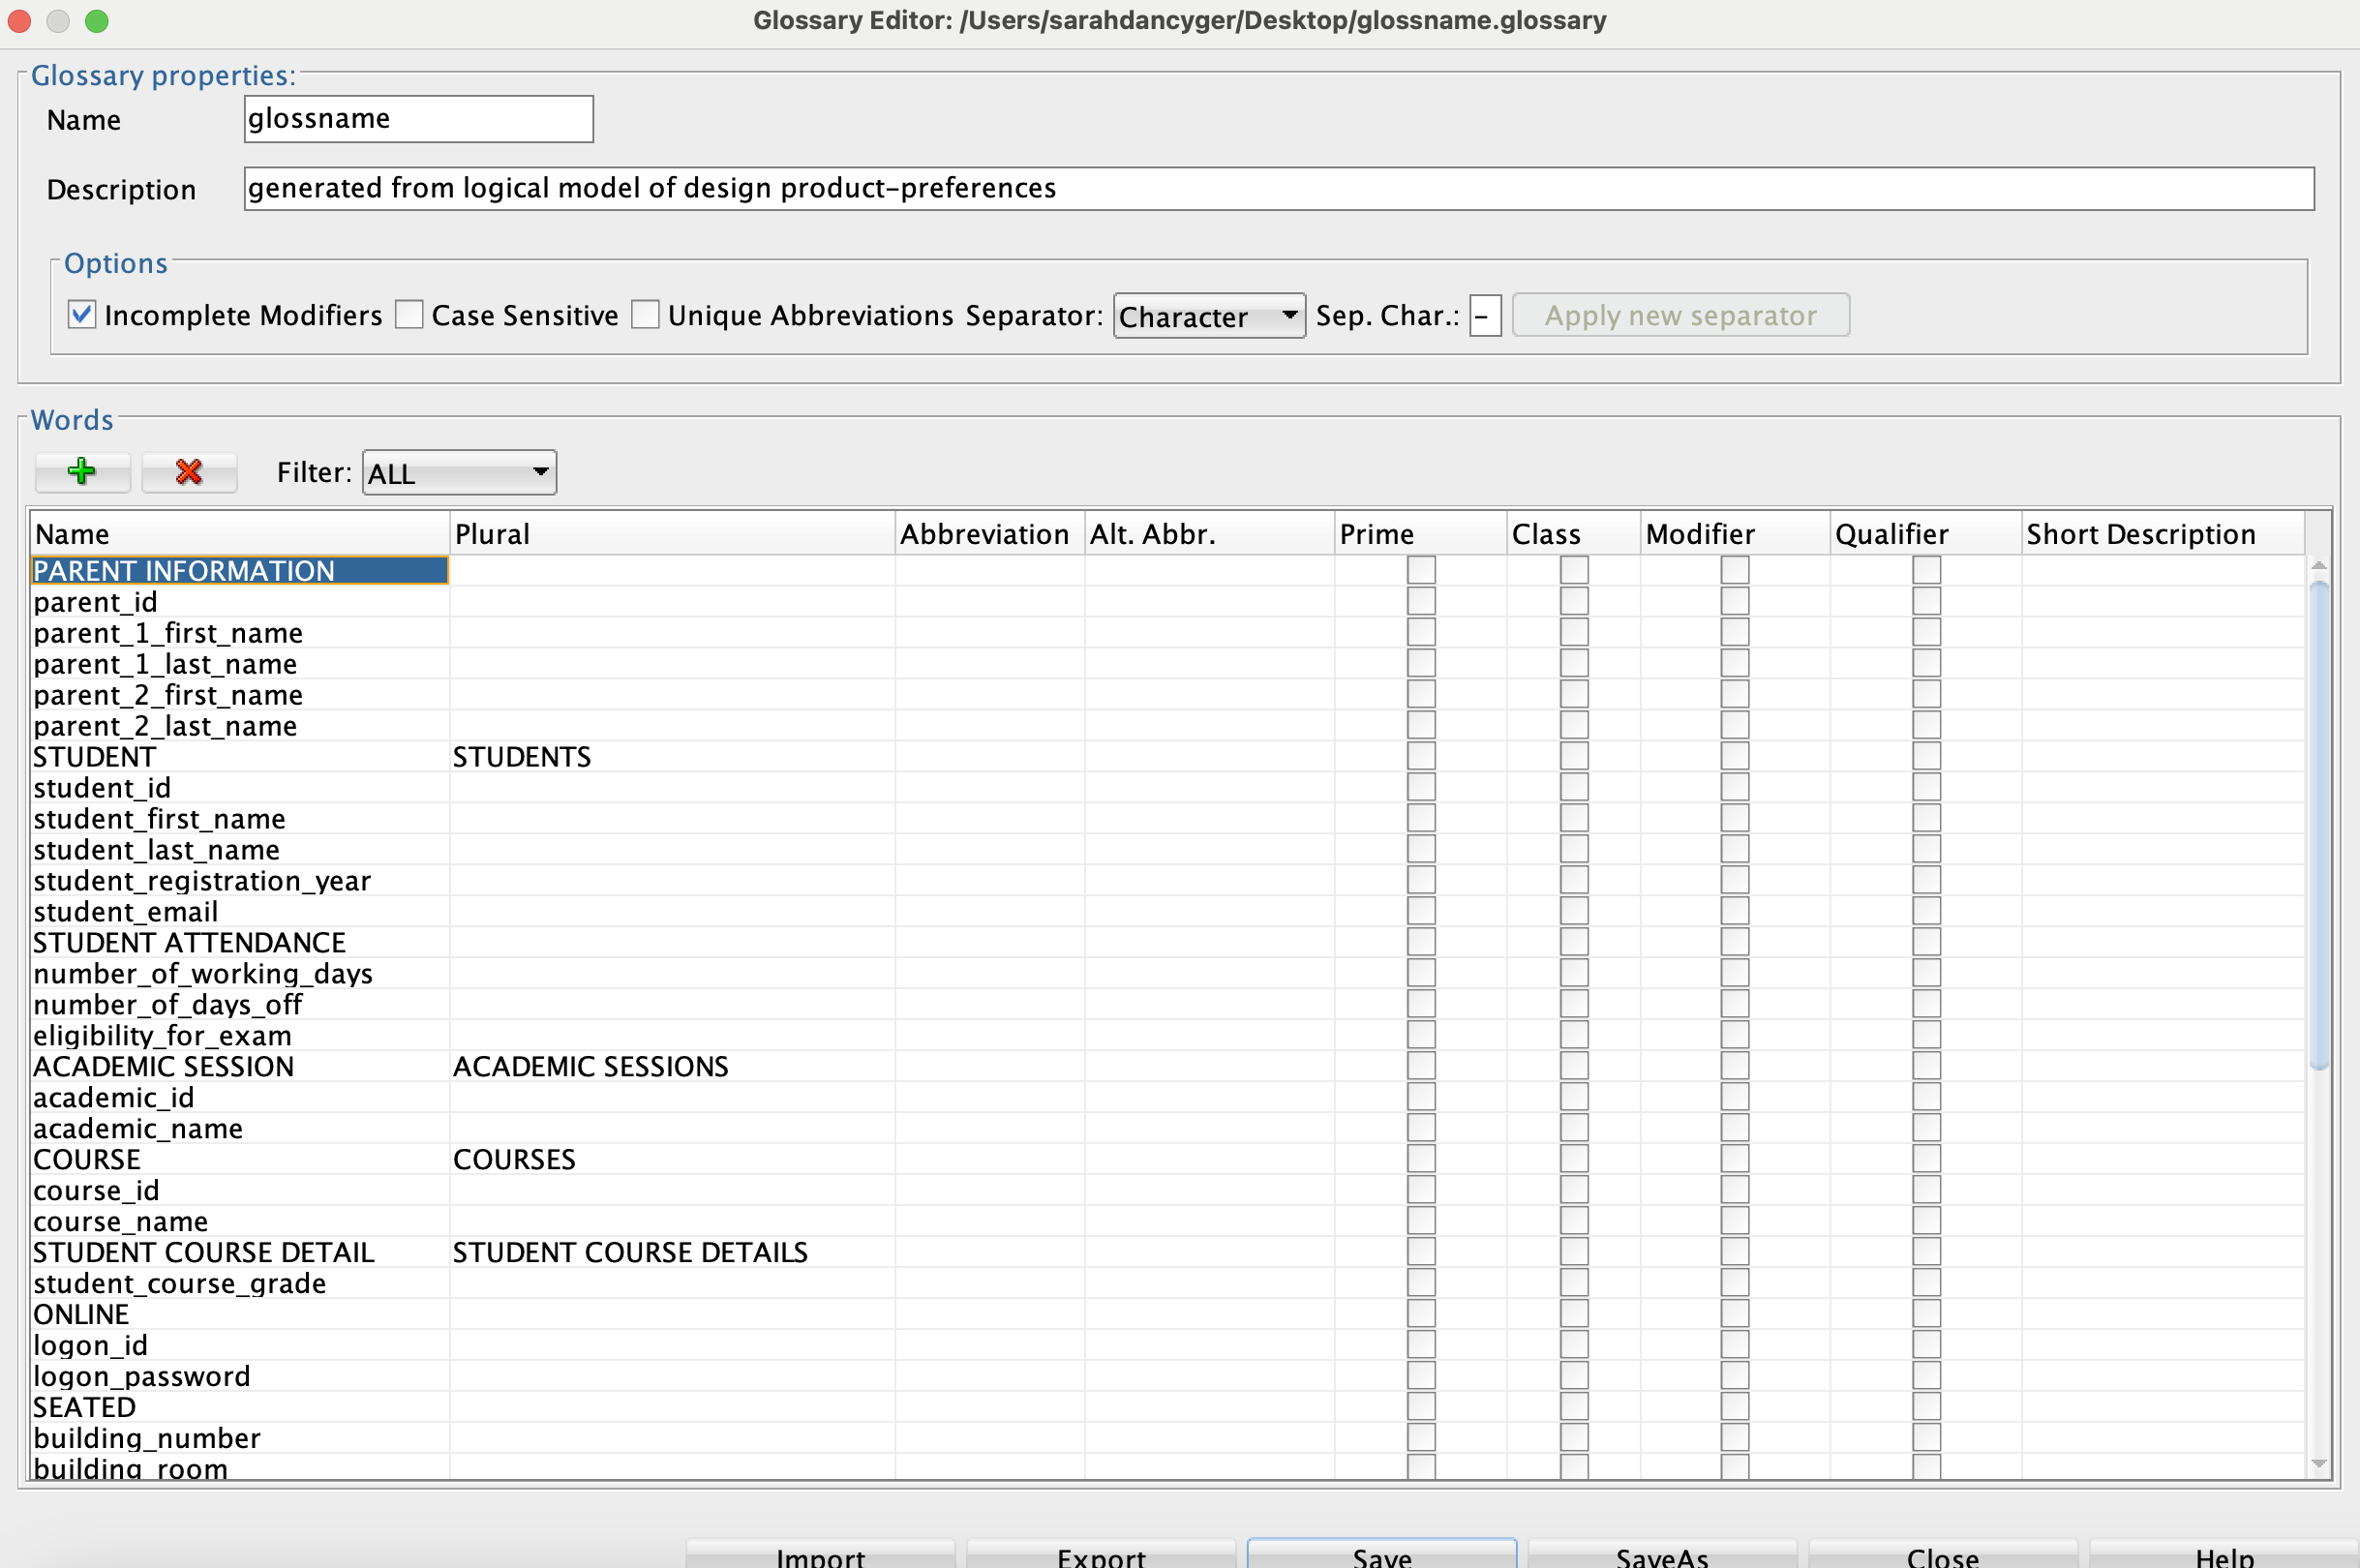 Glossary Editor: /Users/sarahdancyger/Desktop/glossname.glossary
Glossary properties:
Name glossname
Description generated from logical model of design product-preferences
Options
Incomplete Modifiers Case Sensitive Unique Abbreviations Separator: Character Sep. Char.: - Apply new separator
Words
Filter: ALL
Name Plural Abbreviation Alt. Abbr. Prime Class Modifier Qualifier Short Description
PARENT INFORMATION
parent_id
parent_1_first_name
parent_1_last_name
parent_2_first_name
parent_2_last_name
STUDENT STUDENTS
student_id
student_first_name
student_last_name
student_registration_year
student_email
STUDENT ATTENDANCE
number_of_working_days
number_of_days_off
eligibility_for_exam
ACADEMIC SESSION ACADEMIC SESSIONS
academic_id
academic_name
COURSE COURSES
course_id
course_name
STUDENT COURSE DETAIL STUDENT COURSE DETAILS
student_course_grade
ONLINE
logon_id
logon_password
SEATED
building_number
building_room
Import Export Save SaveAs Close Help